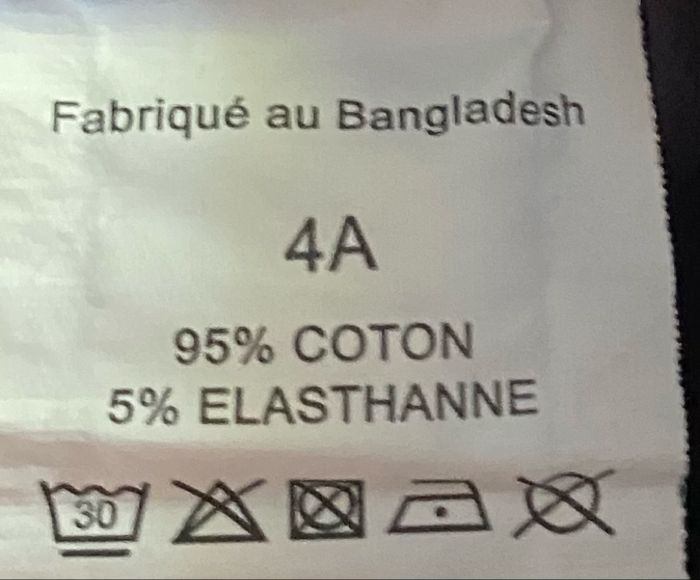 Fabriqué au Bangladesh
4A
95% COTON
5% ELASTHANNE
30